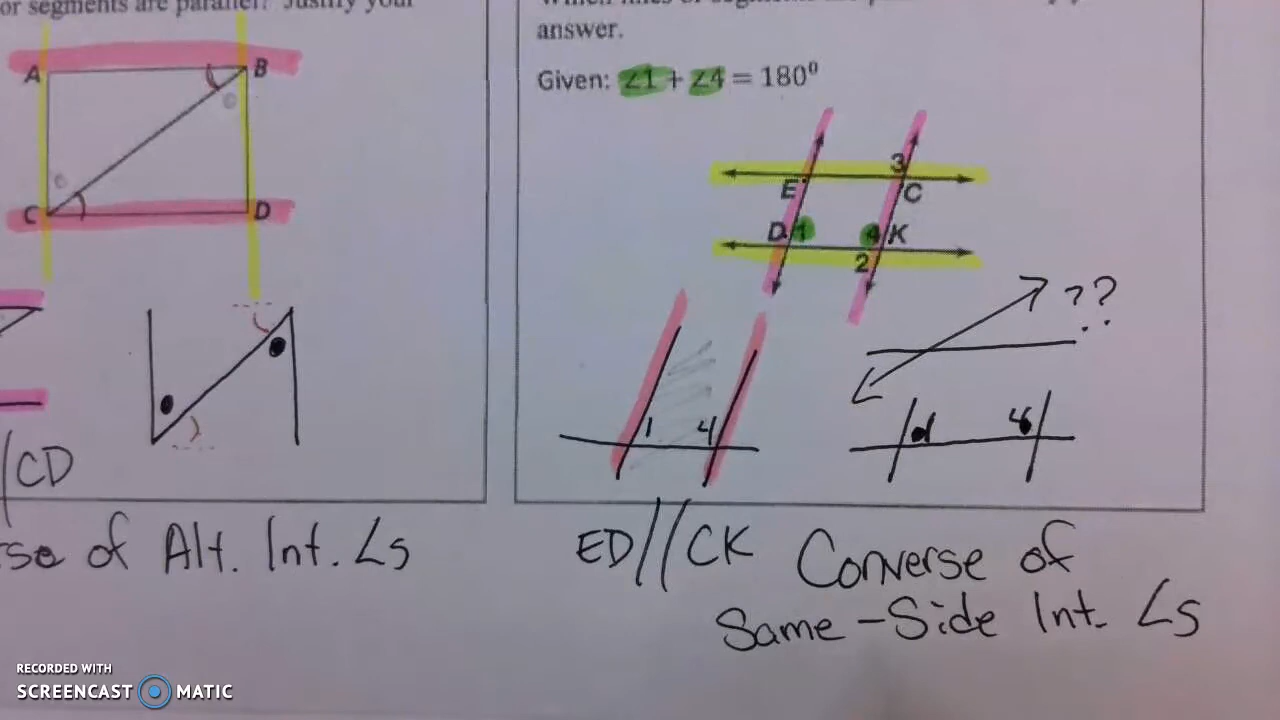 or segments are parallel? Justify your
A
B
C
D
/CD
se of Alt. Int. ∠s
answer.
Given: ∠1 + ∠4 = 180⁰
3
E
C
D 1
4 K
2
??
1 4
ED//CK Converse of
Same-Side Int. ∠s
RECORDED WITH
SCREENCAST MATIC